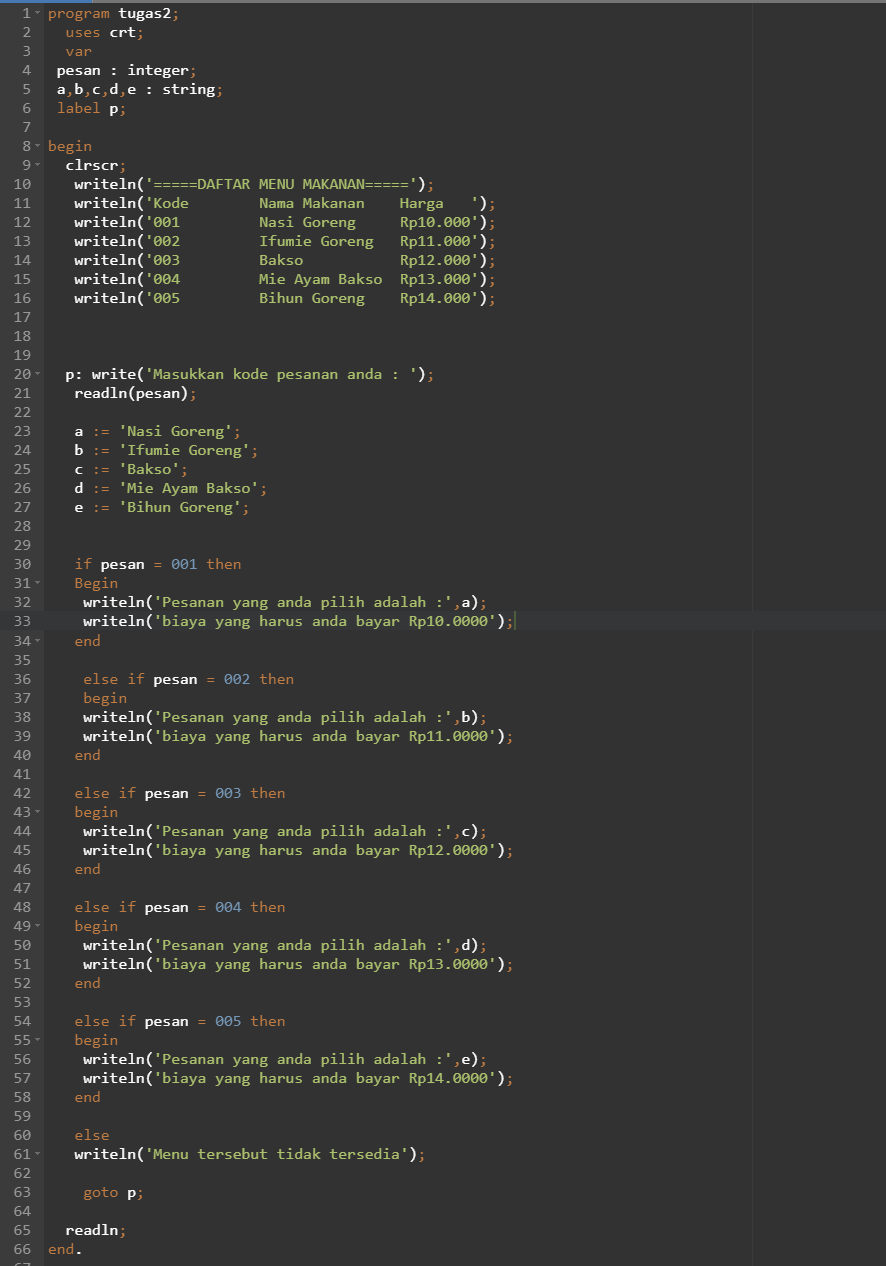 1 program tugas2;
2   uses crt;
3   var
4  pesan : integer;
5  a,b,c,d,e : string;
6  label p;
7
8 begin
9   clrscr;
10    writeln('=====DAFTAR MENU MAKANAN=====');
11    writeln('Kode        Nama Makanan    Harga   ');
12    writeln('001         Nasi Goreng     Rp10.000');
13    writeln('002         Ifumie Goreng   Rp11.000');
14    writeln('003         Bakso           Rp12.000');
15    writeln('004         Mie Ayam Bakso  Rp13.000');
16    writeln('005         Bihun Goreng    Rp14.000');
17
18
19
20   p: write('Masukkan kode pesanan anda : ');
21    readln(pesan);
22
23    a := 'Nasi Goreng';
24    b := 'Ifumie Goreng';
25    c := 'Bakso';
26    d := 'Mie Ayam Bakso';
27    e := 'Bihun Goreng';
28
29
30    if pesan = 001 then
31    Begin
32     writeln('Pesanan yang anda pilih adalah :',a);
33     writeln('biaya yang harus anda bayar Rp10.0000');
34    end
35
36     else if pesan = 002 then
37     begin
38     writeln('Pesanan yang anda pilih adalah :',b);
39     writeln('biaya yang harus anda bayar Rp11.0000');
40    end
41
42    else if pesan = 003 then
43    begin
44     writeln('Pesanan yang anda pilih adalah :',c);
45     writeln('biaya yang harus anda bayar Rp12.0000');
46    end
47
48    else if pesan = 004 then
49    begin
50     writeln('Pesanan yang anda pilih adalah :',d);
51     writeln('biaya yang harus anda bayar Rp13.0000');
52    end
53
54    else if pesan = 005 then
55    begin
56     writeln('Pesanan yang anda pilih adalah :',e);
57     writeln('biaya yang harus anda bayar Rp14.0000');
58    end
59
60    else
61    writeln('Menu tersebut tidak tersedia');
62
63     goto p;
64
65   readln;
66 end.